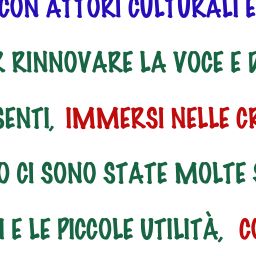 CON ATTORI CULTURALI E
R RINNOVARE LA VOCE E D
SENTI, IMMERSI NELLE CR
O CI SONO STATE MOLTE S
I E LE PICCOLE UTILITÀ, CO